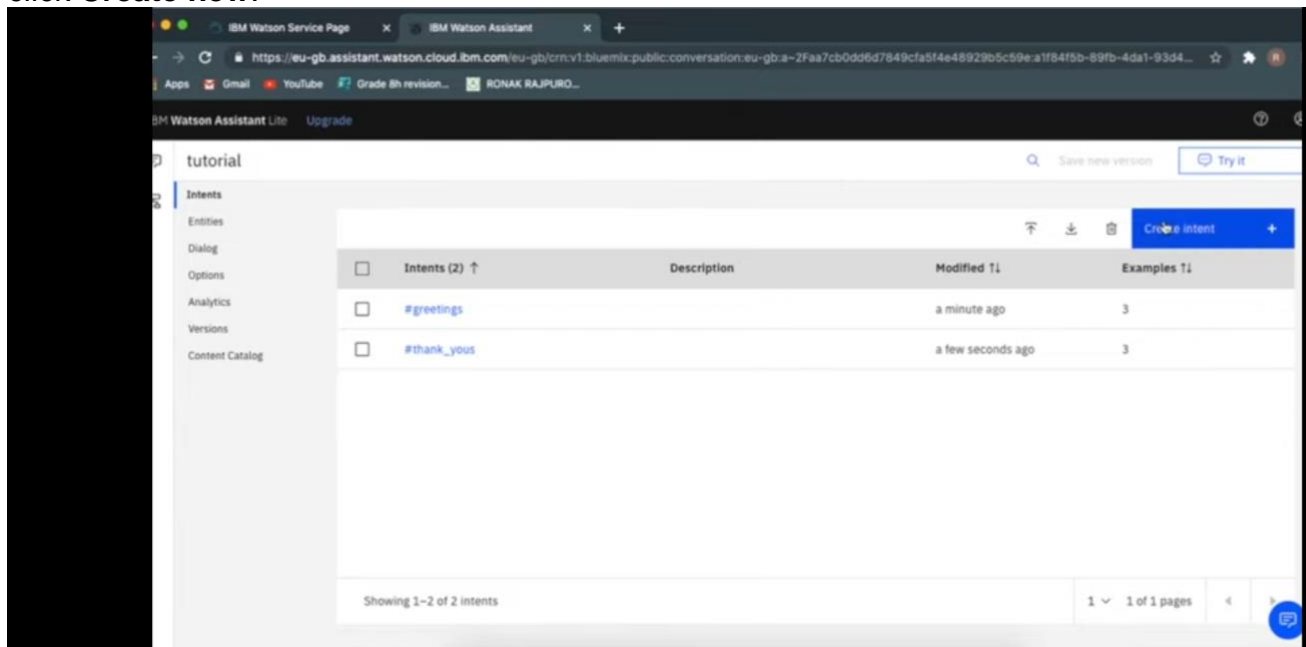 IBM Watson Service Page × IBM Watson Assistant × +
https://eu-gb.assistant.watson.cloud.ibm.com/eu-gb/crn:v1:bluemix:public:conversation:eu-gb:a~2Faa7cb0dd6d7849cfa5f4e48929b5c59e:a1f84f5b-89fb-4da1-93d4...
Apps Gmail YouTube Grade 8h revision... RONAK RAJPURO...
IBM Watson Assistant Lite Upgrade
tutorial Save new version Try it
Intents
Entities
Create intent +
Dialog
Intents (2) ↑ Description Modified ↑↓ Examples ↑↓
Options
Analytics
#greetings a minute ago 3
Versions
Content Catalog
#thank_yous a few seconds ago 3
Showing 1–2 of 2 intents 1 1 of 1 pages